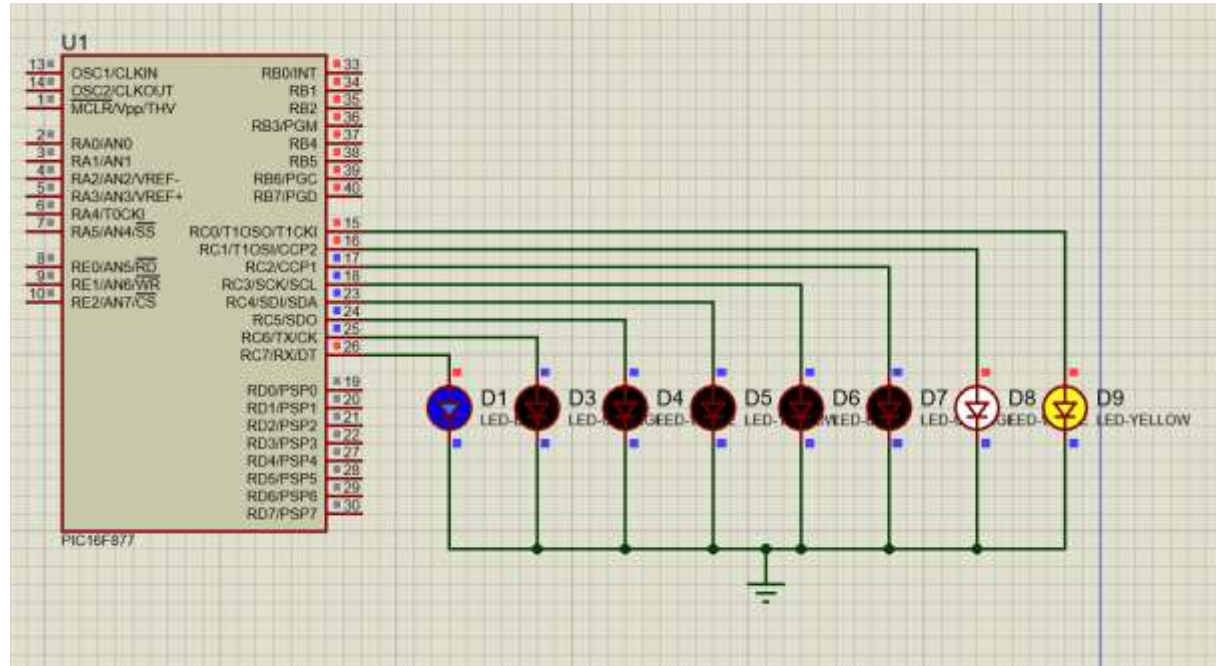 U1
13 OSC1/CLKIN RB0/INT 33
14 OSC2/CLKOUT RB1 34
1 MCLR/Vpp/THV RB2 35
RB3/PGM 36
2 RA0/AN0 RB4 37
3 RA1/AN1 RB5 38
4 RA2/AN2/VREF- RB6/PGC 39
5 RA3/AN3/VREF+ RB7/PGD 40
6 RA4/T0CKI
7 RA5/AN4/SS RC0/T1OSO/T1CKI 15
RC1/T1OSI/CCP2 16
8 RE0/AN5/RD RC2/CCP1 17
9 RE1/AN6/WR RC3/SCK/SCL 18
10 RE2/AN7/CS RC4/SDI/SDA 23
RC5/SDO 24
RC6/TX/CK 25
RC7/RX/DT 26
RD0/PSP0 19
RD1/PSP1 20
RD2/PSP2 21
RD3/PSP3 22
RD4/PSP4 27
RD5/PSP5 28
RD6/PSP6 29
RD7/PSP7 30
PIC16F877
D1 D3 D4 D5 D6 D7 D8 D9
LED-YELLOW